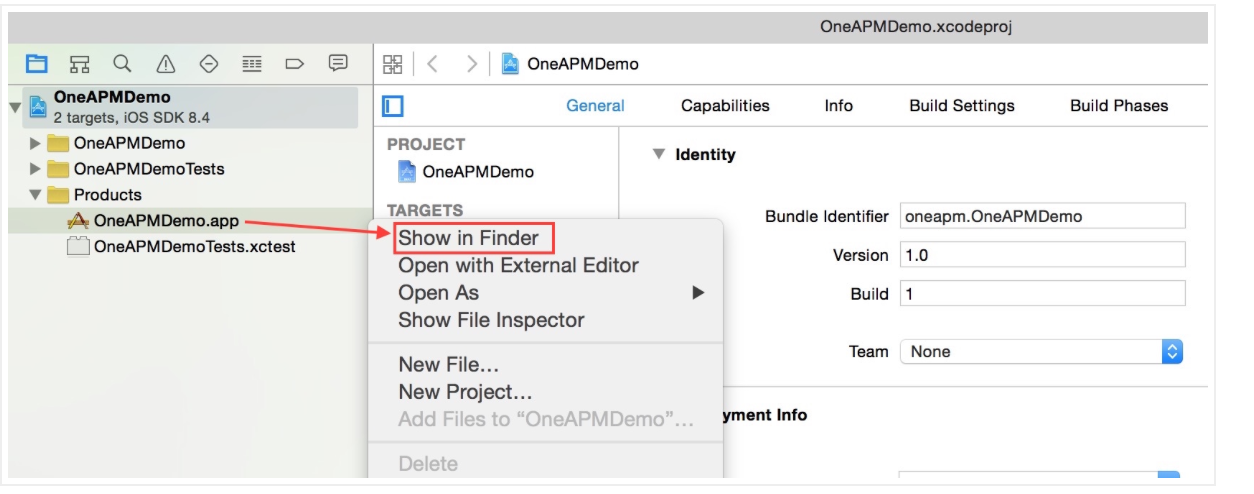 OneAPMDemo.xcodeproj
OneAPMDemo
OneAPMDemo
2 targets, iOS SDK 8.4
OneAPMDemo
OneAPMDemoTests
Products
OneAPMDemo.app
OneAPMDemoTests.xctest
General Capabilities Info Build Settings Build Phases
PROJECT
OneAPMDemo
TARGETS
Show in Finder
Open with External Editor
Open As
Show File Inspector
New File...
New Project...
Add Files to “OneAPMDemo”...
Delete
Identity
Bundle Identifier oneapm.OneAPMDemo
Version 1.0
Build 1
Team None
yment Info